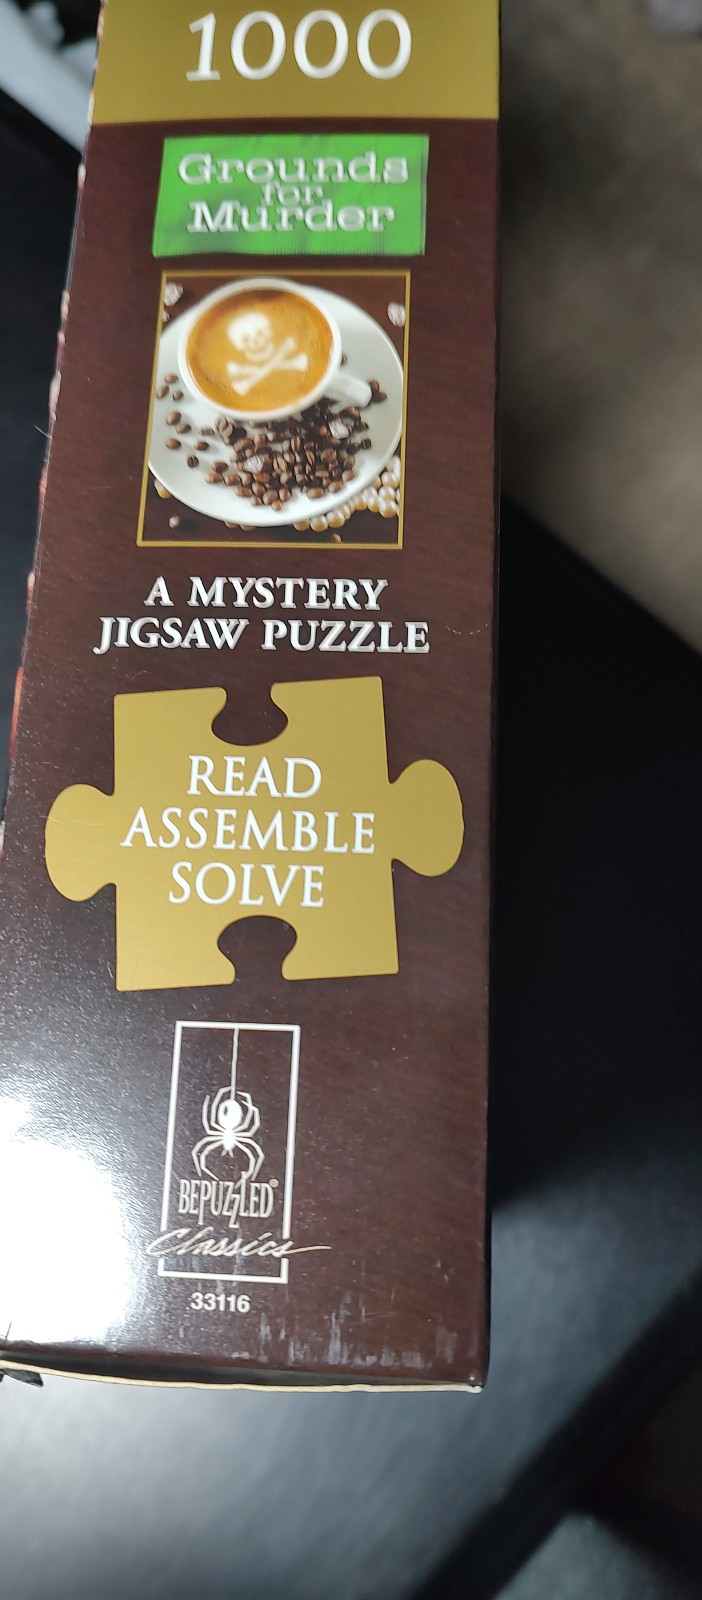 1000
Grounds
for
Murder
A MYSTERY
JIGSAW PUZZLE
READ
ASSEMBLE
SOLVE
BEPUZZLED®
Classics
33116